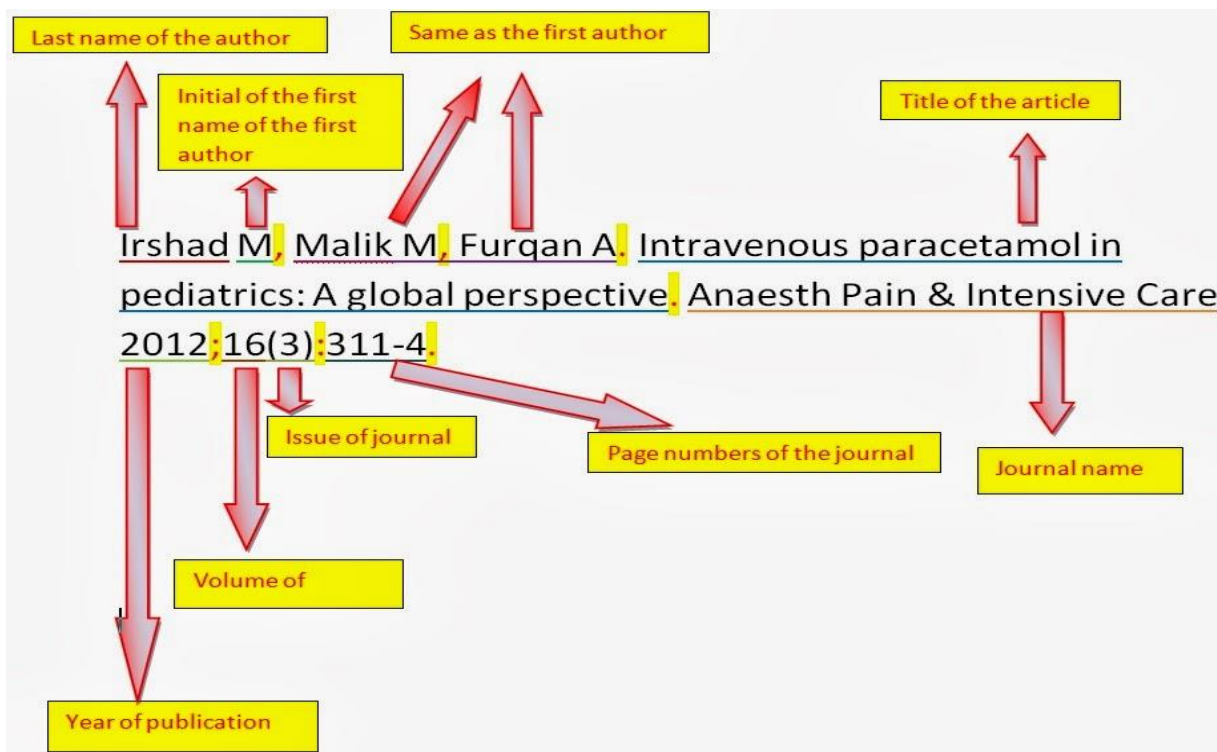 Last name of the author
Same as the first author
Initial of the first
name of the first
author
Title of the article
Irshad M, Malik M, Furqan A. Intravenous paracetamol in
pediatrics: A global perspective. Anaesth Pain & Intensive Care
2012;16(3):311-4.
Issue of journal
Page numbers of the journal
Journal name
Volume of
Year of publication